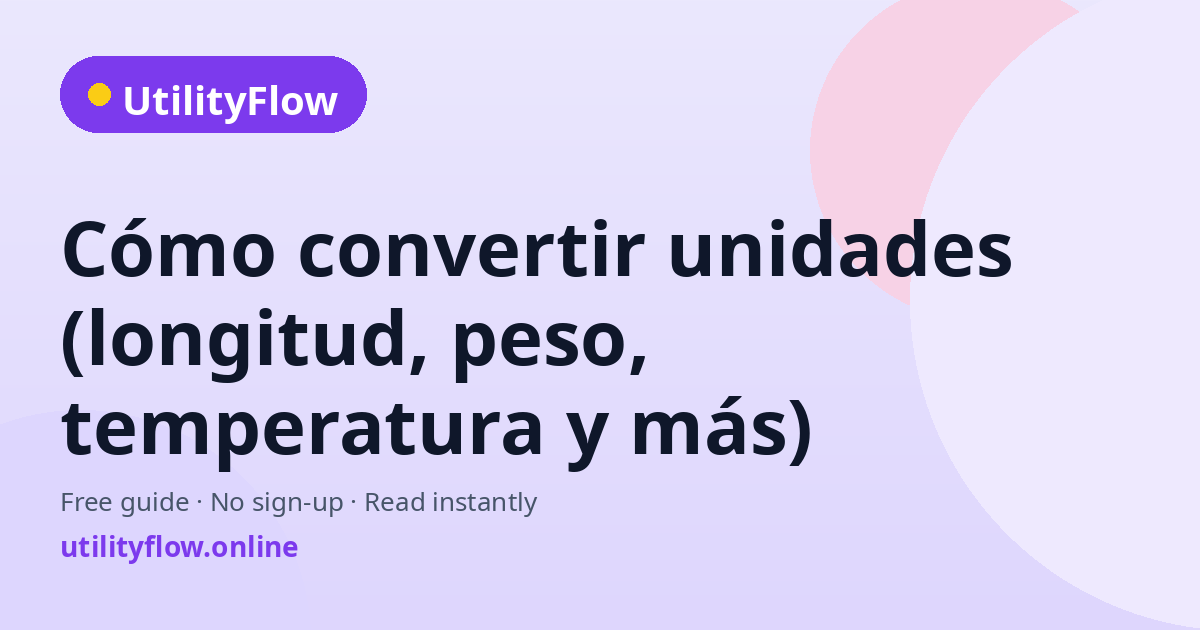 UtilityFlow
Cómo convertir unidades
(longitud, peso,
temperatura y más)
Free guide · No sign-up · Read instantly
utilityflow.online